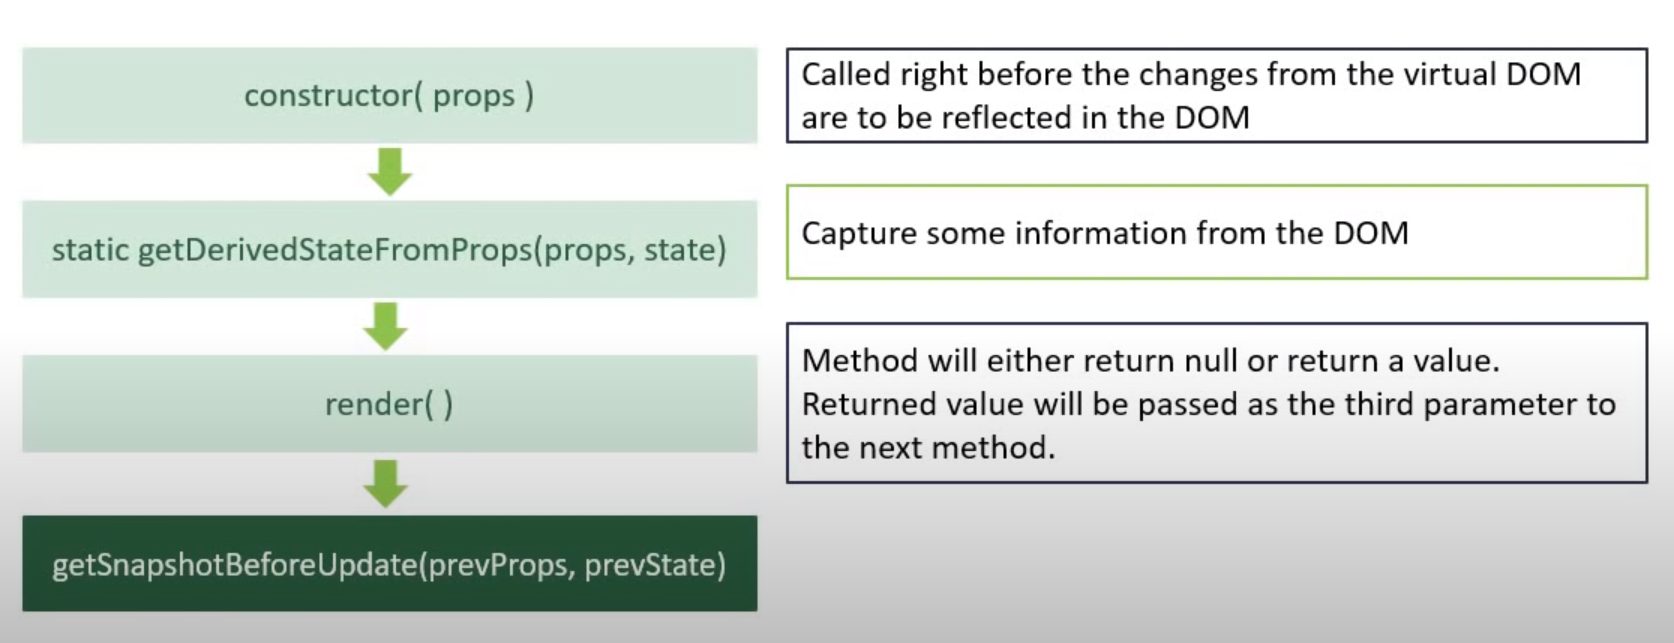 constructor( props )
static getDerivedStateFromProps(props, state)
render( )
getSnapshotBeforeUpdate(prevProps, prevState)
Called right before the changes from the virtual DOM
are to be reflected in the DOM
Capture some information from the DOM
Method will either return null or return a value.
Returned value will be passed as the third parameter to
the next method.